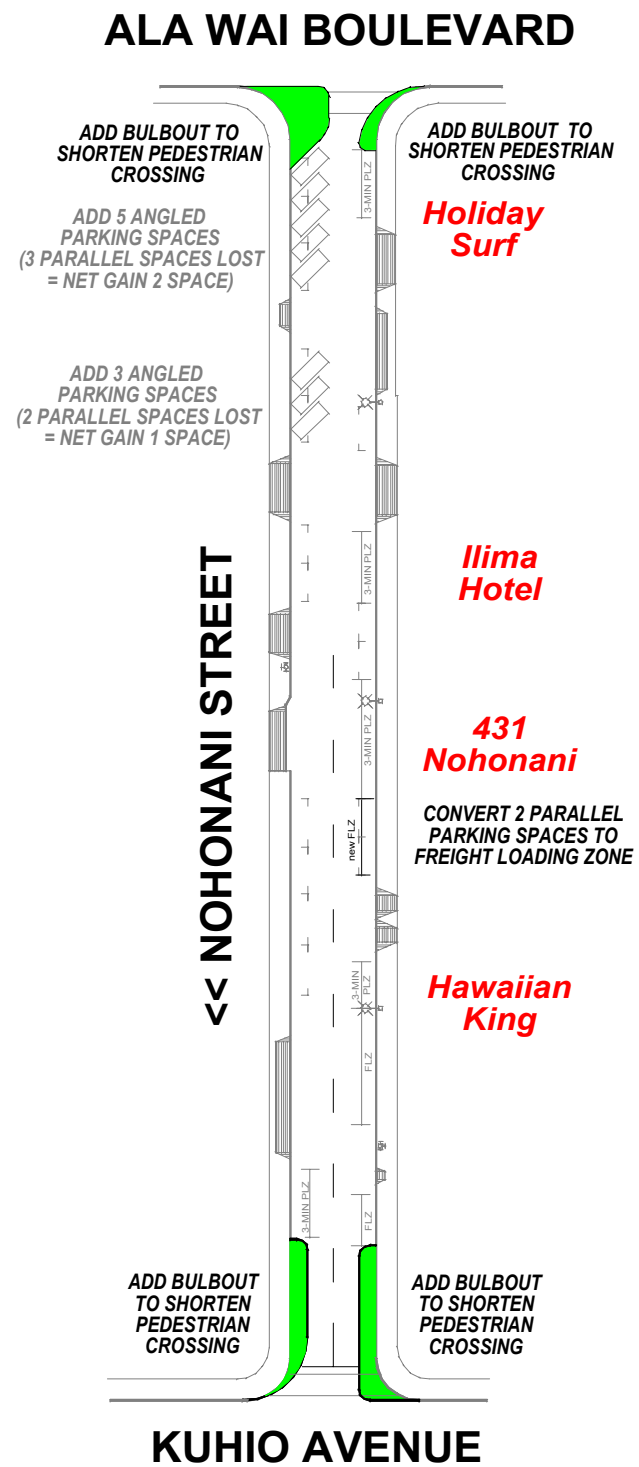 ALA WAI BOULEVARD
ADD BULBOUT TO
SHORTEN PEDESTRIAN
CROSSING
ADD BULBOUT TO
SHORTEN PEDESTRIAN
CROSSING
3-MIN PLZ
Holiday
Surf
ADD 5 ANGLED
PARKING SPACES
(3 PARALLEL SPACES LOST
= NET GAIN 2 SPACE)
ADD 3 ANGLED
PARKING SPACES
(2 PARALLEL SPACES LOST
= NET GAIN 1 SPACE)
3-MIN PLZ
Ilima
Hotel
<< NOHONANI STREET
3-MIN PLZ
431
Nohonani
new FLZ
CONVERT 2 PARALLEL
PARKING SPACES TO
FREIGHT LOADING ZONE
3-MIN
PLZ
Hawaiian
King
FLZ
3-MIN PLZ
FLZ
ADD BULBOUT
TO SHORTEN
PEDESTRIAN
CROSSING
ADD BULBOUT
TO SHORTEN
PEDESTRIAN
CROSSING
KUHIO AVENUE